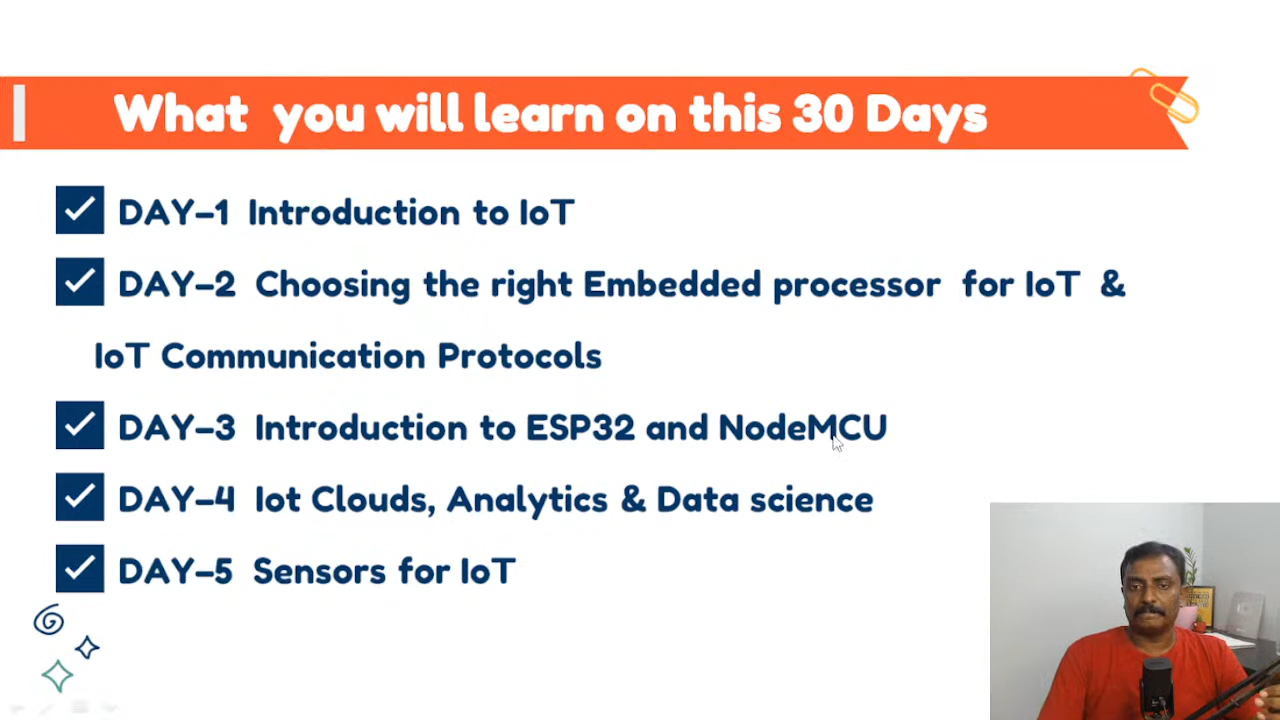 What you will learn on this 30 Days
DAY-1 Introduction to IoT
DAY-2 Choosing the right Embedded processor for IoT &
IoT Communication Protocols
DAY-3 Introduction to ESP32 and NodeMCU
DAY-4 Iot Clouds, Analytics & Data science
DAY-5 Sensors for IoT